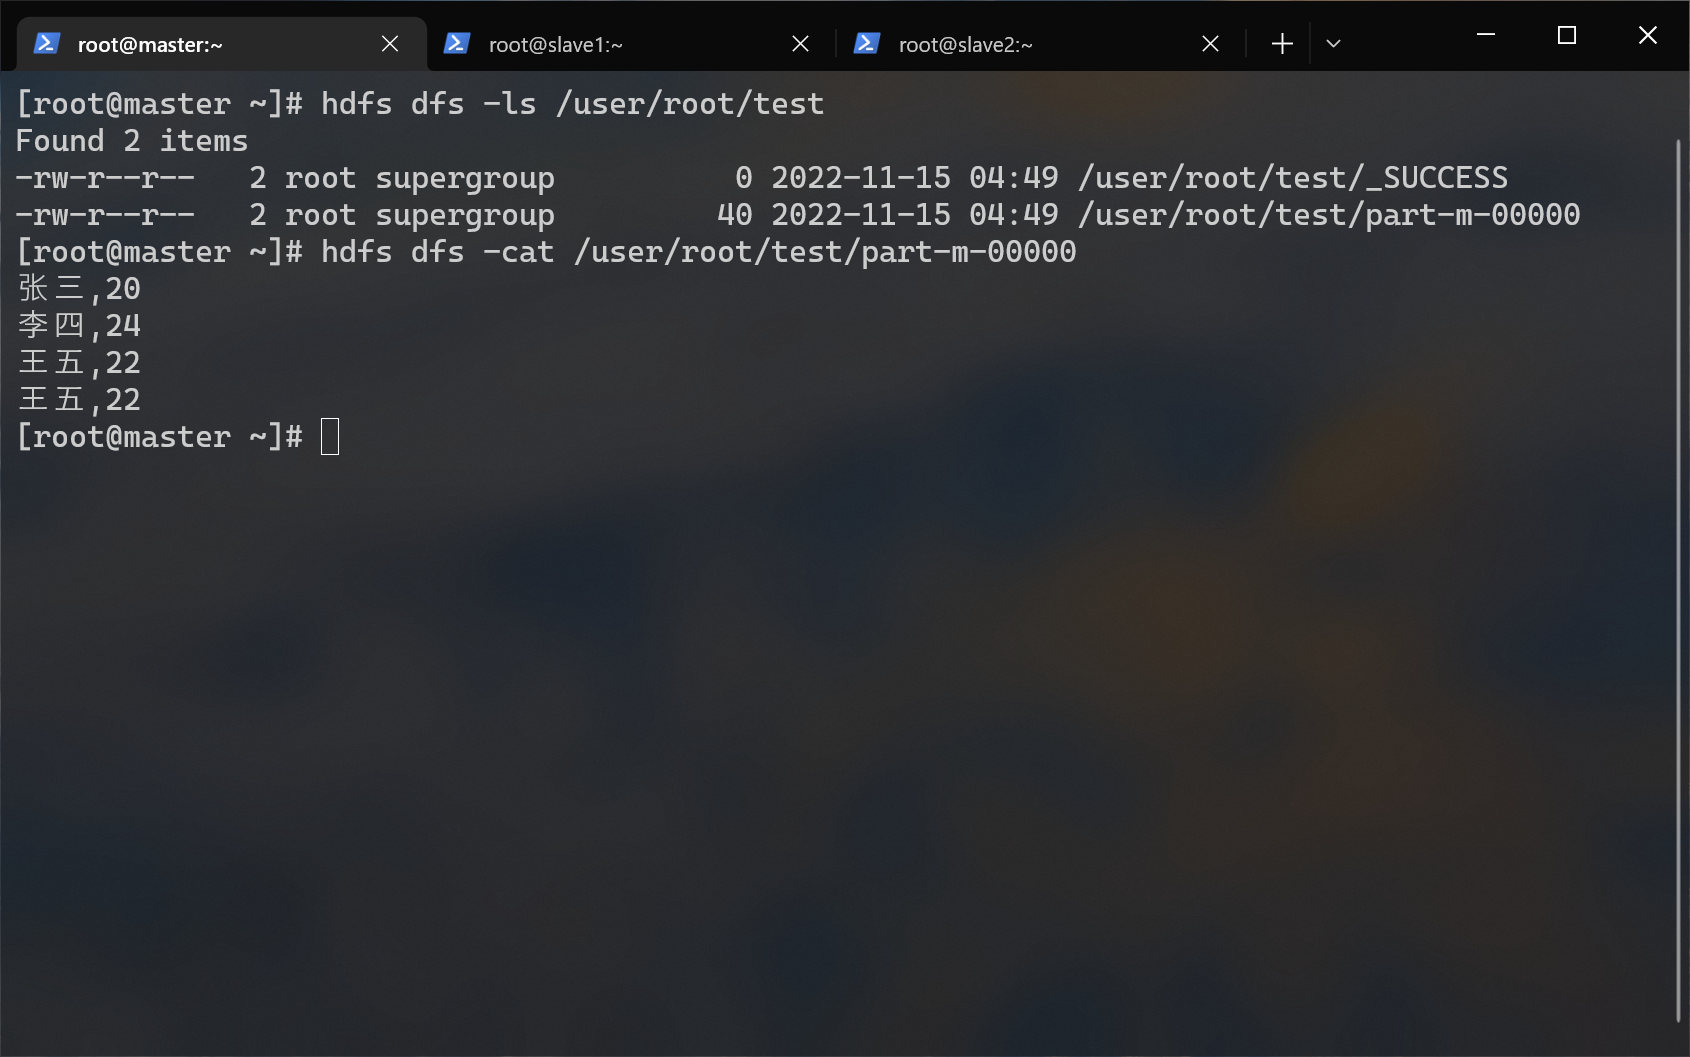 root@master:~ root@slave1:~ root@slave2:~
[root@master ~]# hdfs dfs -ls /user/root/test
Found 2 items
-rw-r--r--   2 root supergroup          0 2022-11-15 04:49 /user/root/test/_SUCCESS
-rw-r--r--   2 root supergroup         40 2022-11-15 04:49 /user/root/test/part-m-00000
[root@master ~]# hdfs dfs -cat /user/root/test/part-m-00000
张三,20
李四,24
王五,22
王五,22
[root@master ~]#